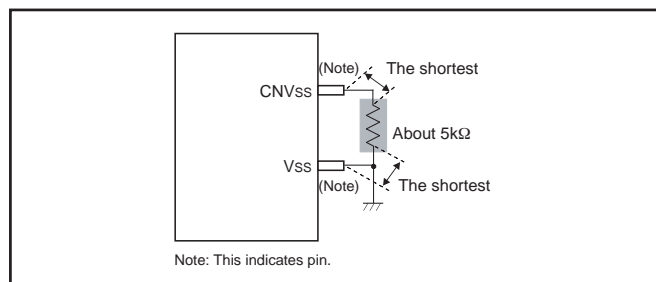 (Note)
The shortest
CNVSS
About 5kΩ
VSS
(Note)
The shortest
Note: This indicates pin.